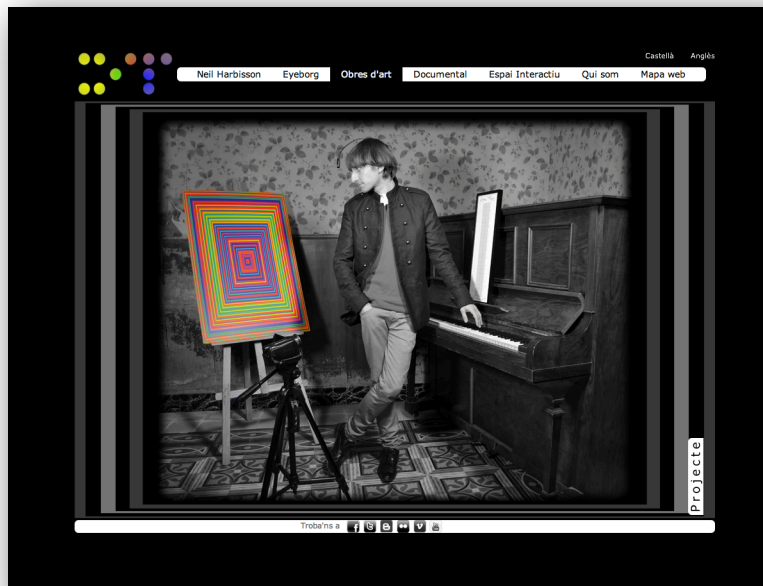 Castellà Anglès
Neil Harbisson Eyeborg Obres d'art Documental Espai Interactiu Qui som Mapa web
Projecte
Troba'ns a